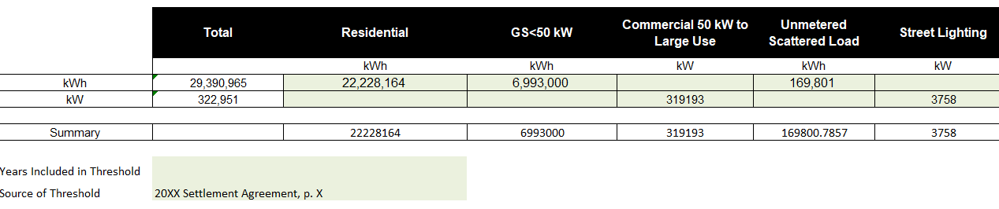 Total Residential GS<50 kW Commercial 50 kW to Large Use Unmetered Scattered Load Street Lighting
kWh kWh kW kWh kW
kWh 29,390,965 22,228,164 6,993,000 169,801
kW 322,951 319193 3758
Summary 22228164 6993000 319193 169800.7857 3758
Years Included in Threshold
Source of Threshold 20XX Settlement Agreement, p. X